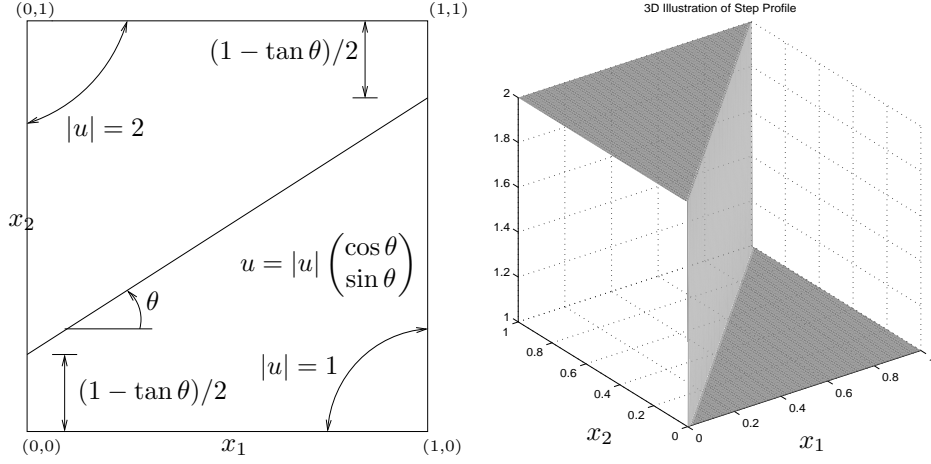 (0,1)
(1,1)
(1 − tan θ)/2
|u| = 2
x₂
u = |u| (cos θ
sin θ)
θ
|u| = 1
(1 − tan θ)/2
(0,0)
x₁
(1,0)
3D Illustration of Step Profile
2
1.8
1.6
1.4
1.2
1
1
0.8
0.6
0.4
0.2
0
0
0.2
0.4
0.6
0.8
x₂
x₁